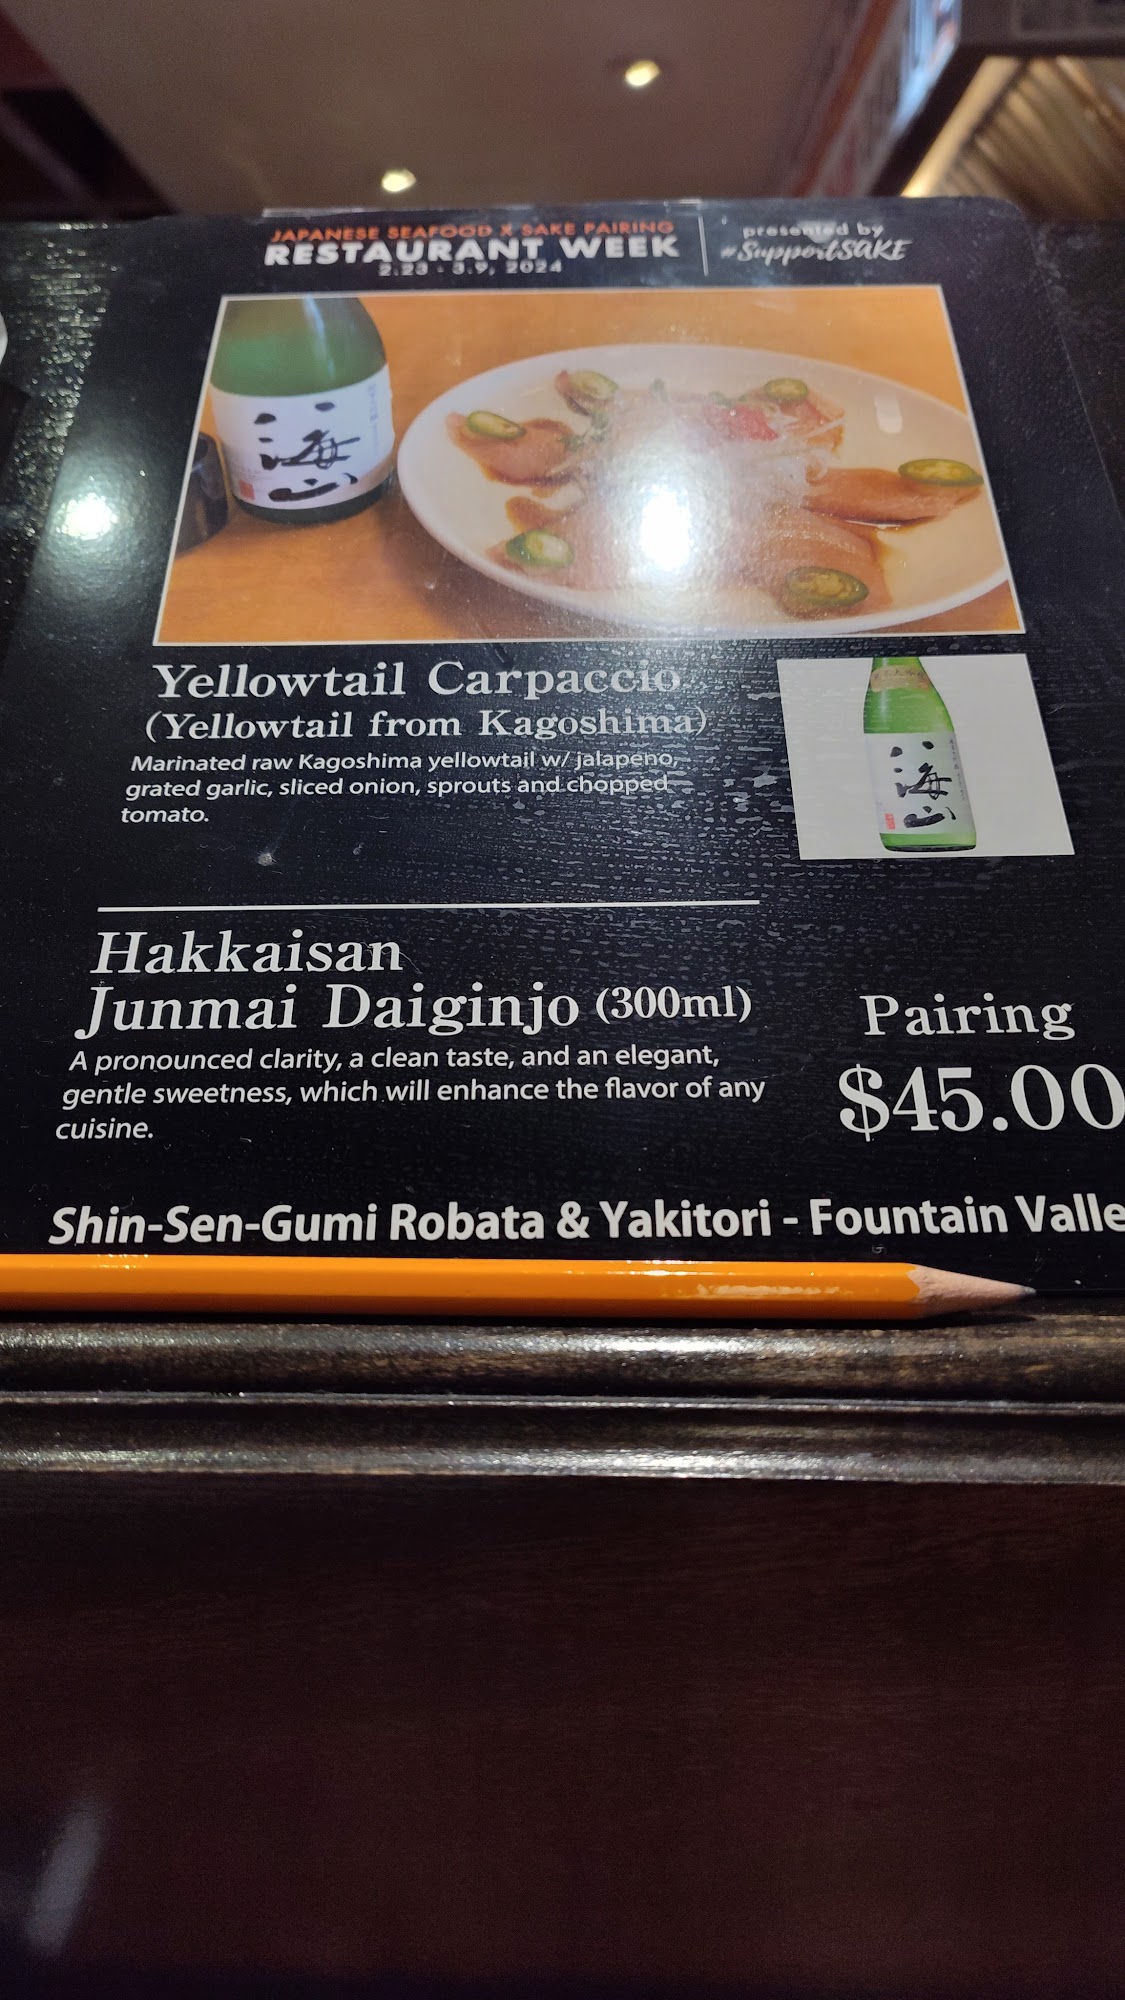 JAPANESE SEAFOOD X SAKE PAIRING
RESTAURANT WEEK
2.23 - 3.9, 2024
presented by
#SupportSAKE
八海山
Yellowtail Carpaccio
(Yellowtail from Kagoshima)
Marinated raw Kagoshima yellowtail w/ jalapeno,
grated garlic, sliced onion, sprouts and chopped
tomato.
八海山
Hakkaisan
Junmai Daiginjo (300ml)
A pronounced clarity, a clean taste, and an elegant,
gentle sweetness, which will enhance the flavor of any
cuisine.
Pairing
$45.00
Shin-Sen-Gumi Robata & Yakitori - Fountain Valle